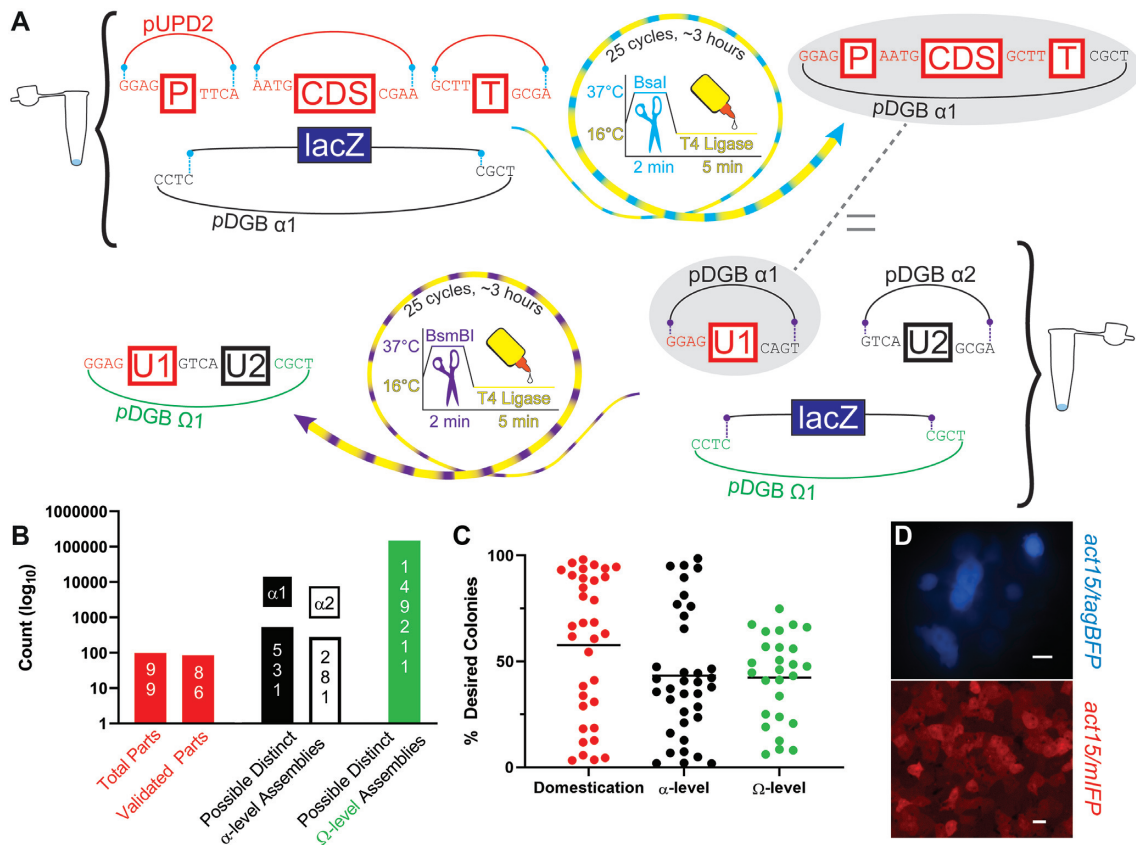 A
pUPD2
GGAG P TTCA
AATG CDS CGAA
GCTT T GCGA
lacZ
CCTC
CGCT
pDGB α1
25 cycles, ~3 hours
BsaI
37°C
16°C
T4 Ligase
2 min
5 min
GGAG P AATG CDS GCTT T CGCT
pDGB α1
=
pDGB α1
GGAG U1 CAGT
pDGB α2
GTCA U2 GCGA
lacZ
CCTC
CGCT
pDGB Ω1
25 cycles, ~3 hours
BsmBI
37°C
16°C
T4 Ligase
2 min
5 min
GGAG U1 GTCA U2 CGCT
pDGB Ω1
B
Count (log10)
1000000
100000
10000
1000
100
10
1
99
86
α1
531
α2
281
149211
Total Parts
Validated Parts
Possible Distinct
α-level Assemblies
Possible Distinct
Ω-level Assemblies
C
% Desired Colonies
100
50
0
Domestication
α-level
Ω-level
D
act15/tagBFP
act15/mIFP